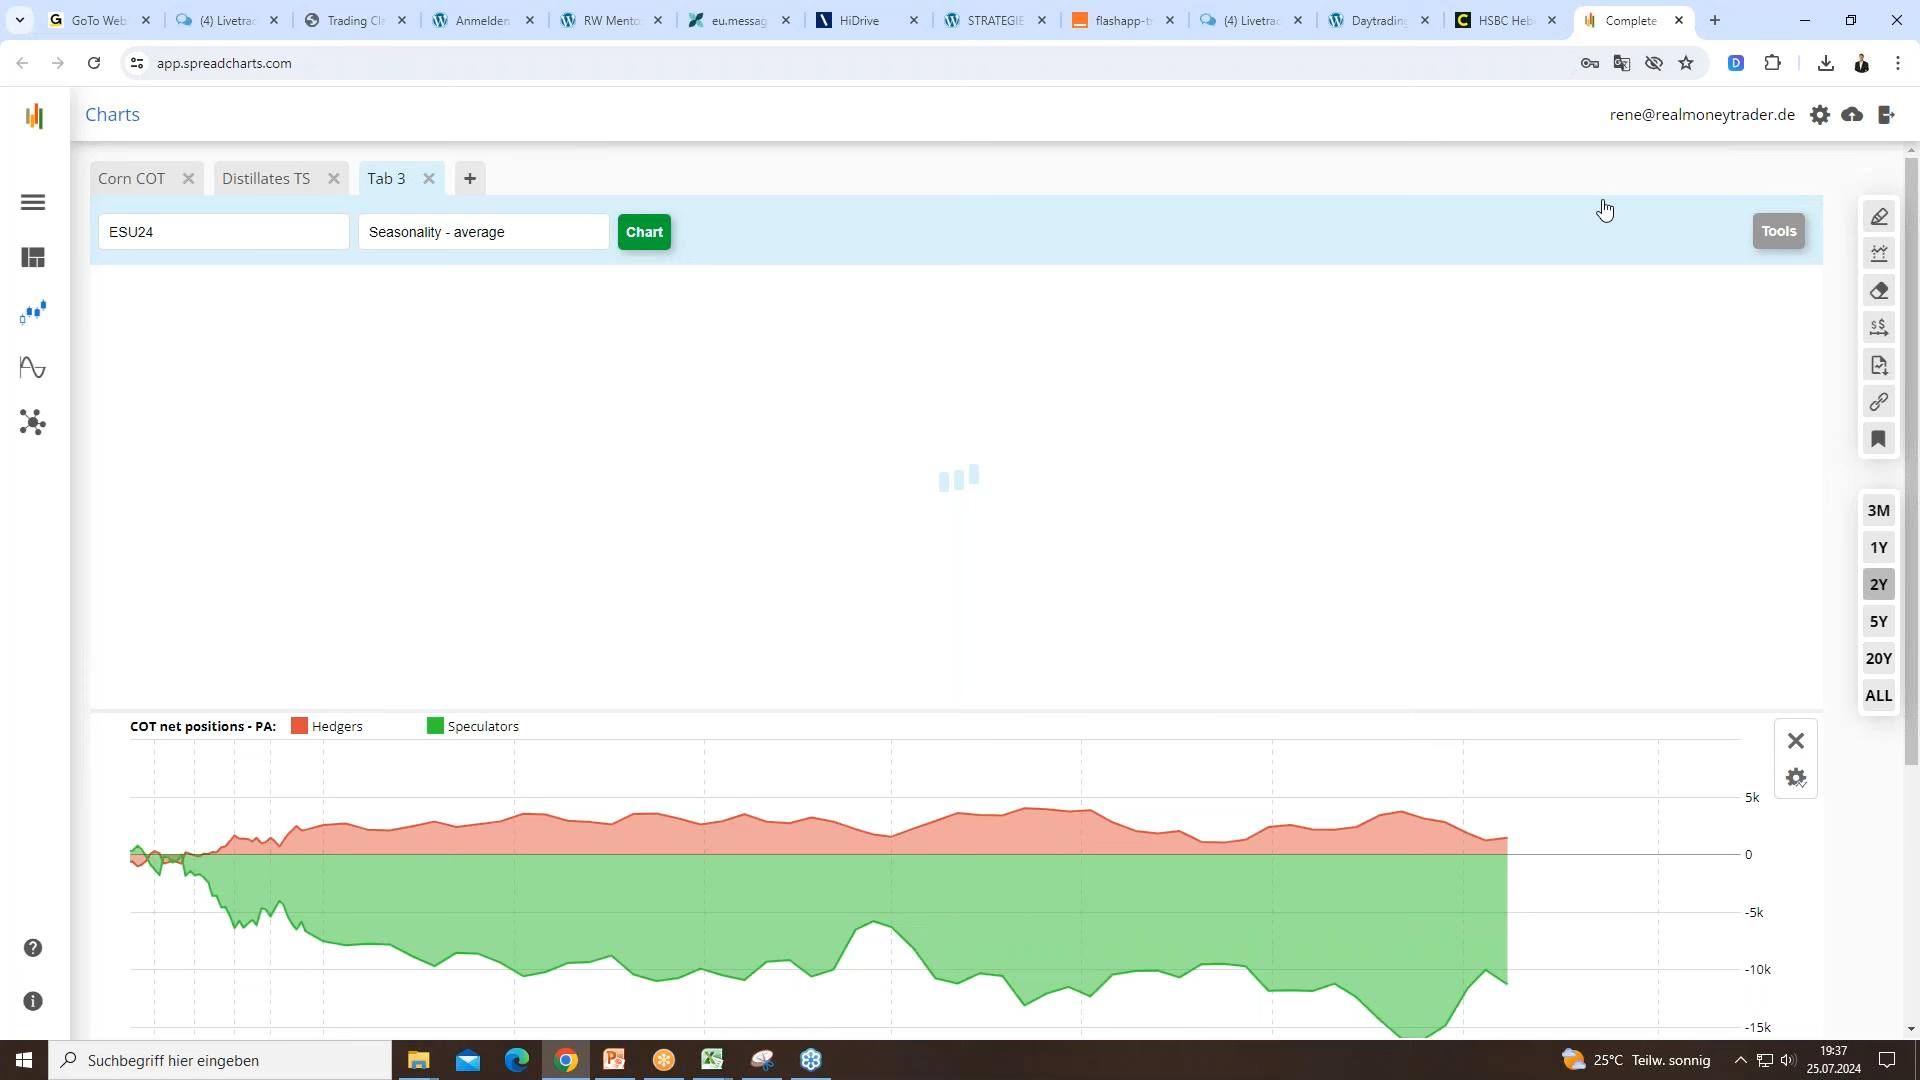 GoTo Web
(4) Livetrad
Trading Cl
Anmelden
RW Mento
eu.messag
HiDrive
STRATEGIE
flashapp-t
(4) Livetrad
Daytrading
HSBC Heb
Complete
app.spreadcharts.com
Charts
rene@realmoneytrader.de
Corn COT
Distillates TS
Tab 3
ESU24
Seasonality - average
Chart
Tools
3M
1Y
2Y
5Y
20Y
ALL
COT net positions - PA:
Hedgers
Speculators
5k
0
-5k
-10k
-15k
Suchbegriff hier eingeben
25°C Teilw. sonnig
19:37
25.07.2024